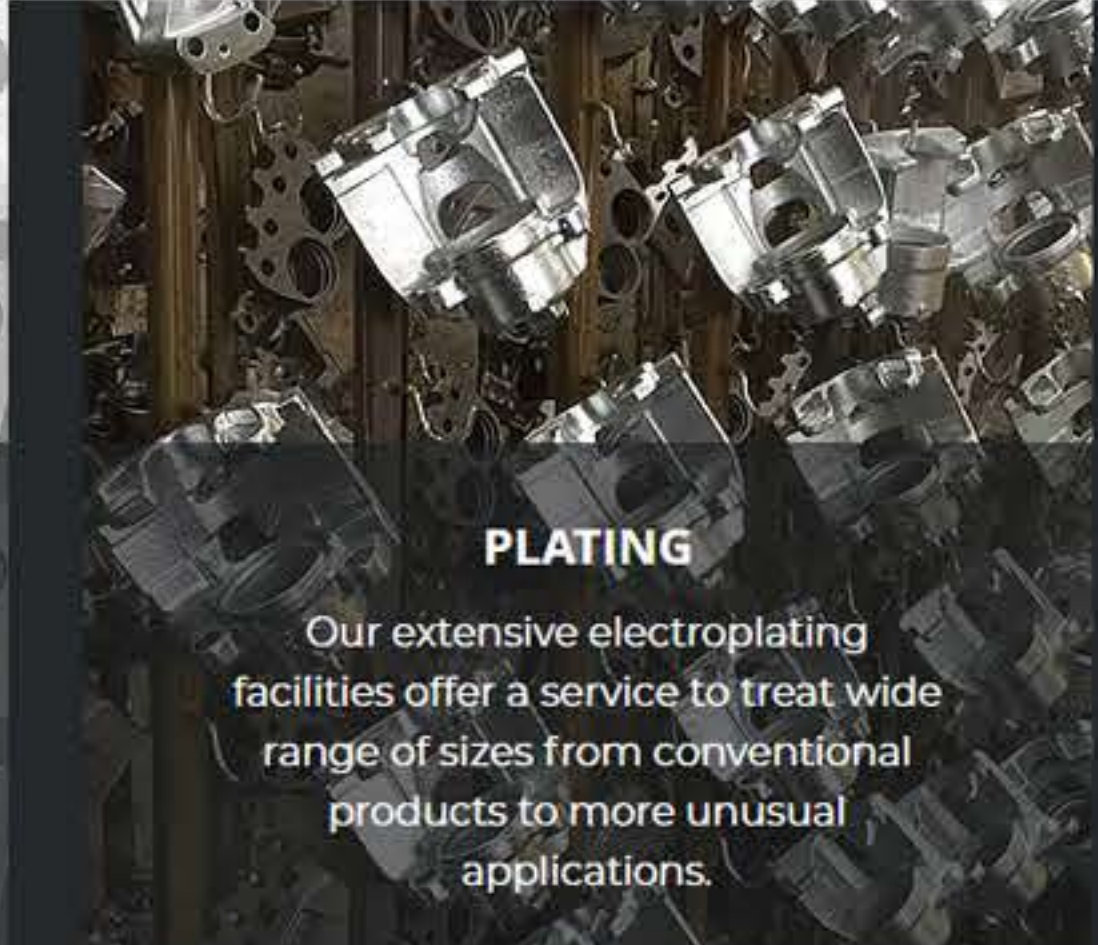 PLATING
Our extensive electroplating
facilities offer a service to treat wide
range of sizes from conventional
products to more unusual
applications.